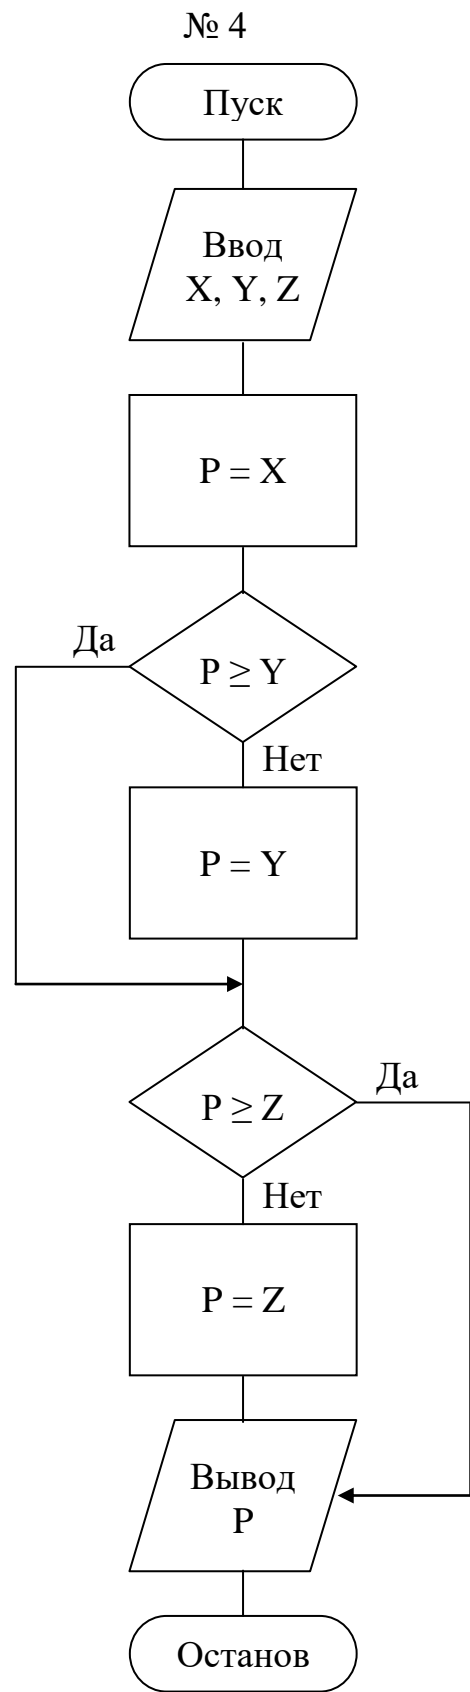 № 4
Пуск
Ввод
X, Y, Z
P = X
Да
P ≥ Y
Нет
P = Y
Да
P ≥ Z
Нет
P = Z
Вывод
P
Останов